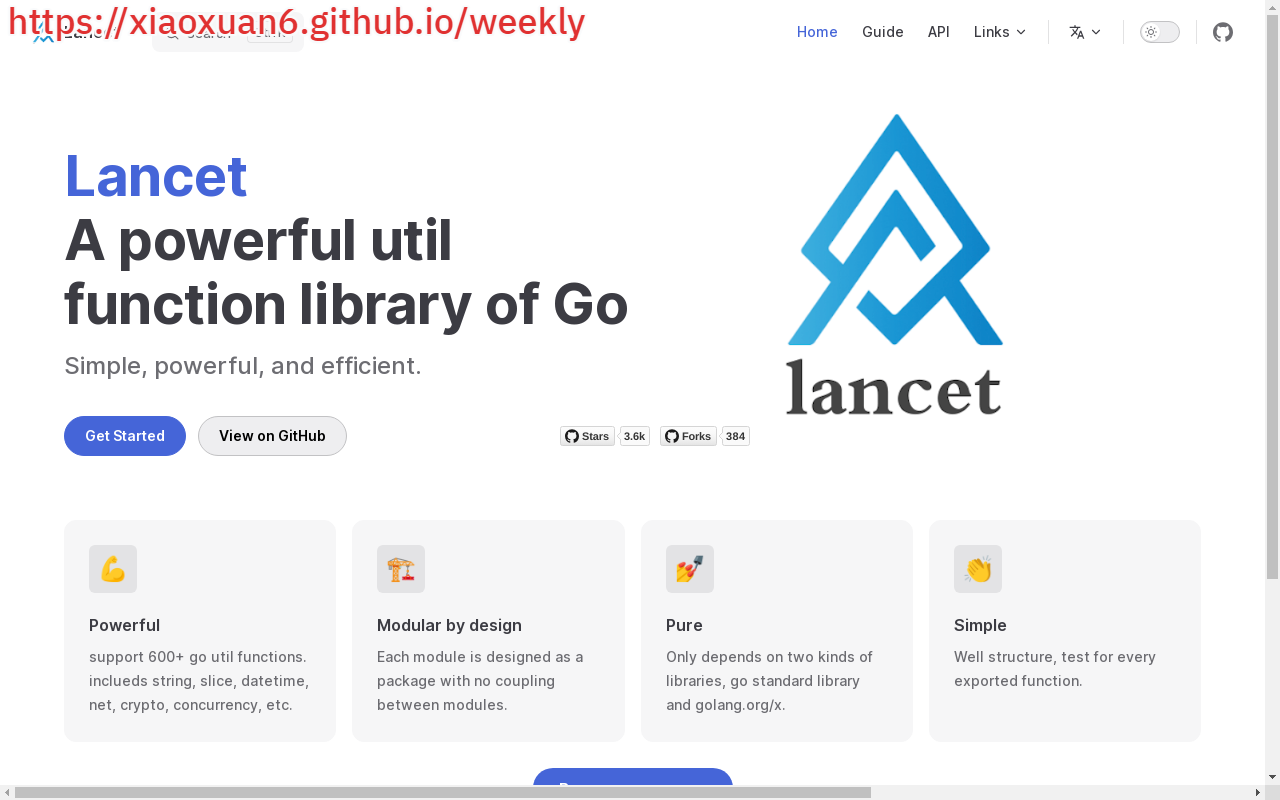 https://xiaoxuan6.github.io/weekly
Home
Guide
API
Links
Lancet
A powerful util
function library of Go
Simple, powerful, and efficient.
Get Started
View on GitHub
Stars
3.6k
Forks
384
lancet
Powerful
support 600+ go util functions.
inclueds string, slice, datetime,
net, crypto, concurrency, etc.
Modular by design
Each module is designed as a
package with no coupling
between modules.
Pure
Only depends on two kinds of
libraries, go standard library
and golang.org/x.
Simple
Well structure, test for every
exported function.